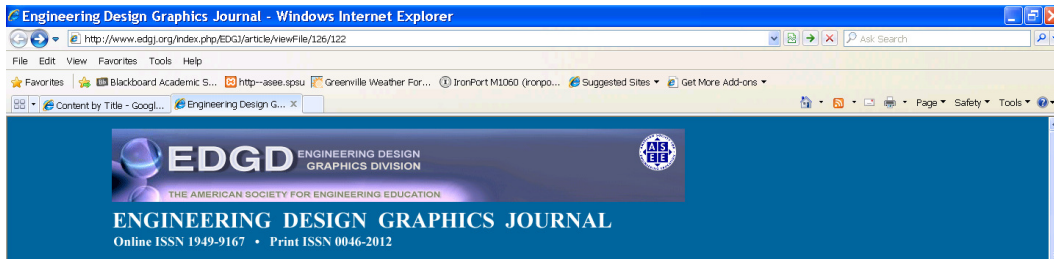 Engineering Design Graphics Journal - Windows Internet Explorer
http://www.edgj.org/index.php/EDGJ/article/viewFile/126/122 Ask Search
File Edit View Favorites Tools Help
Favorites Blackboard Academic S... http--asee.spsu Greenville Weather For... IronPort M1060 (ironpo... Suggested Sites Get More Add-ons
Content by Title - Googl... Engineering Design G... X Page Safety Tools
EDGD ENGINEERING DESIGN
GRAPHICS DIVISION
AS
EE
THE AMERICAN SOCIETY FOR ENGINEERING EDUCATION
ENGINEERING DESIGN GRAPHICS JOURNAL
Online ISSN 1949-9167 • Print ISSN 0046-2012